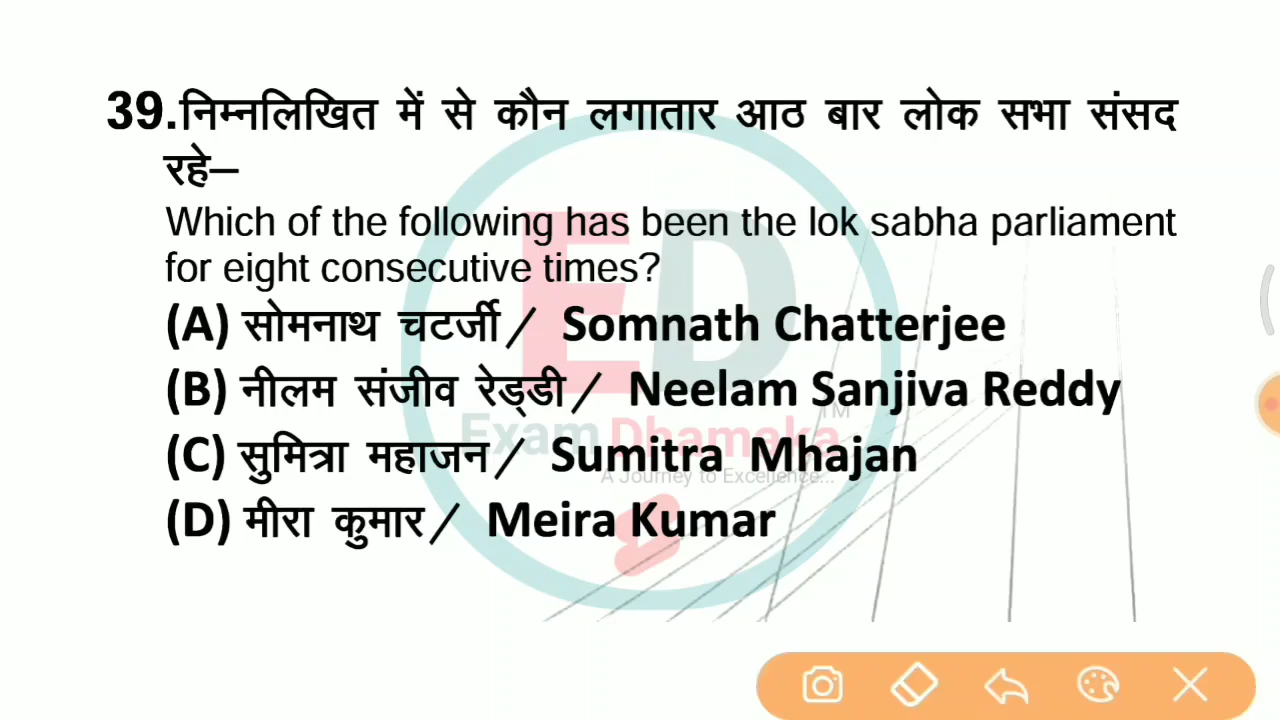 39.निम्नलिखित में से कौन लगातार आठ बार लोक सभा संसद
रहे–
Which of the following has been the lok sabha parliament
for eight consecutive times?
(A) सोमनाथ चटर्जी/ Somnath Chatterjee
(B) नीलम संजीव रेड्डी/ Neelam Sanjiva Reddy
(C) सुमित्रा महाजन/ Sumitra Mhajan
(D) मीरा कुमार/ Meira Kumar
ED
Exam Dhamaka TM
A Journey to Excellence...